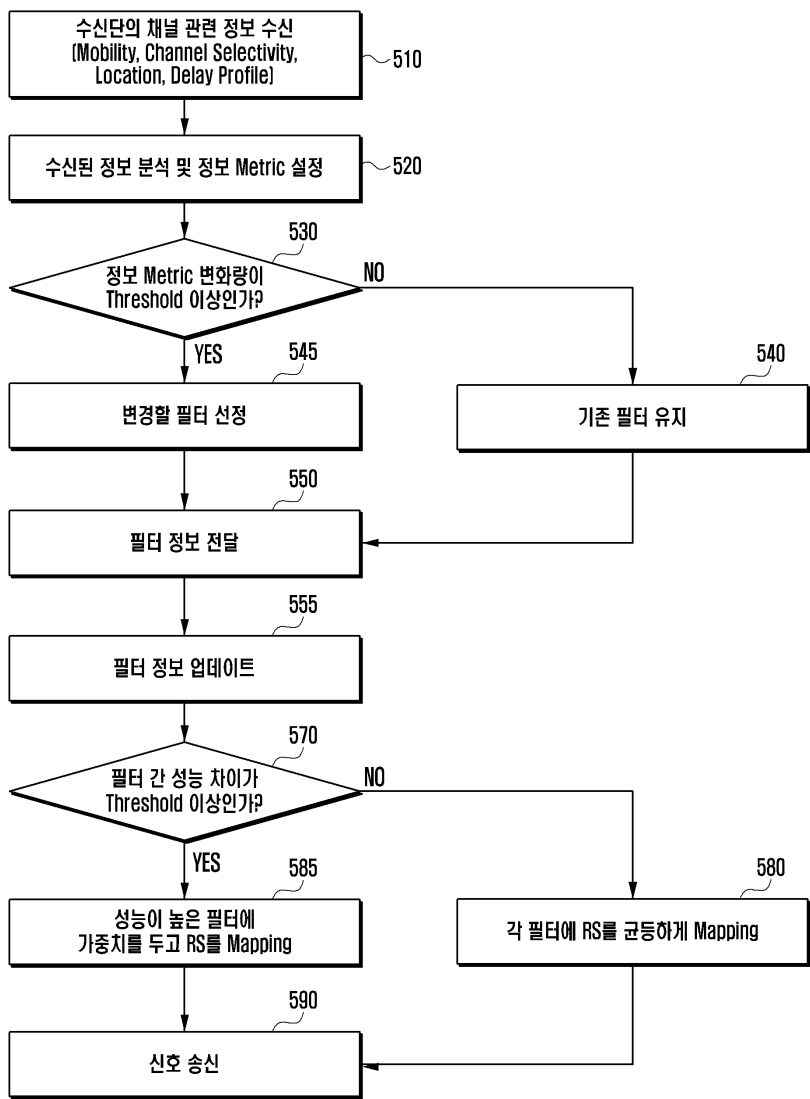 수신단의 채널 관련 정보 수신
(Mobility, Channel Selectivity,
Location, Delay Profile)
510
수신된 정보 분석 및 정보 Metric 설정
520
530
정보 Metric 변화량이
Threshold 이상인가?
NO
YES
545
변경할 필터 선정
540
기존 필터 유지
550
필터 정보 전달
555
필터 정보 업데이트
570
필터 간 성능 차이가
Threshold 이상인가?
NO
YES
585
성능이 높은 필터에
가중치를 두고 RS를 Mapping
580
각 필터에 RS를 균등하게 Mapping
590
신호 송신